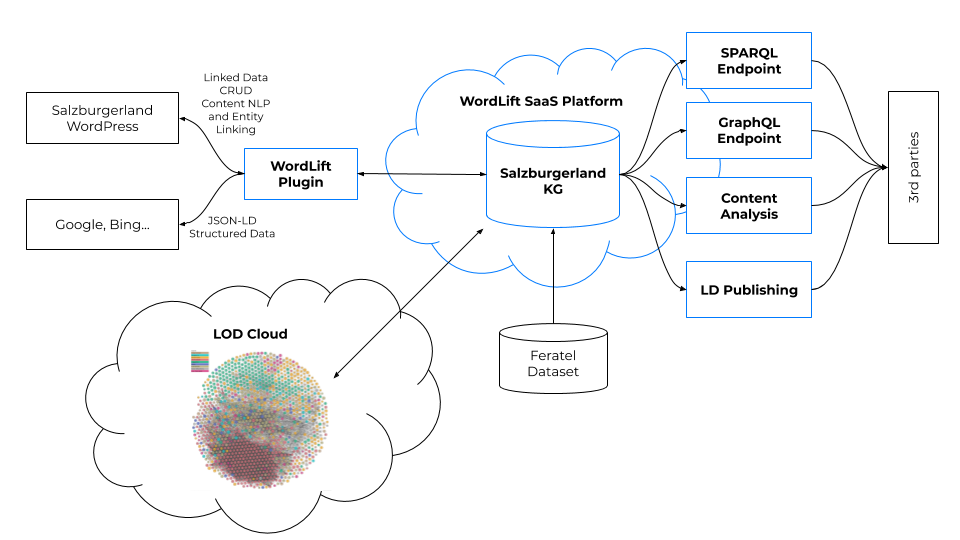 SPARQL
Endpoint
Linked Data
CRUD
Content NLP
and Entity
Linking
WordLift SaaS Platform
Salzburgerland
WordPress
GraphQL
Endpoint
WordLift
Plugin
Salzburgerland
KG
3rd parties
Content
Analysis
Google, Bing...
JSON-LD
Structured Data
LD Publishing
LOD Cloud
Feratel
Dataset